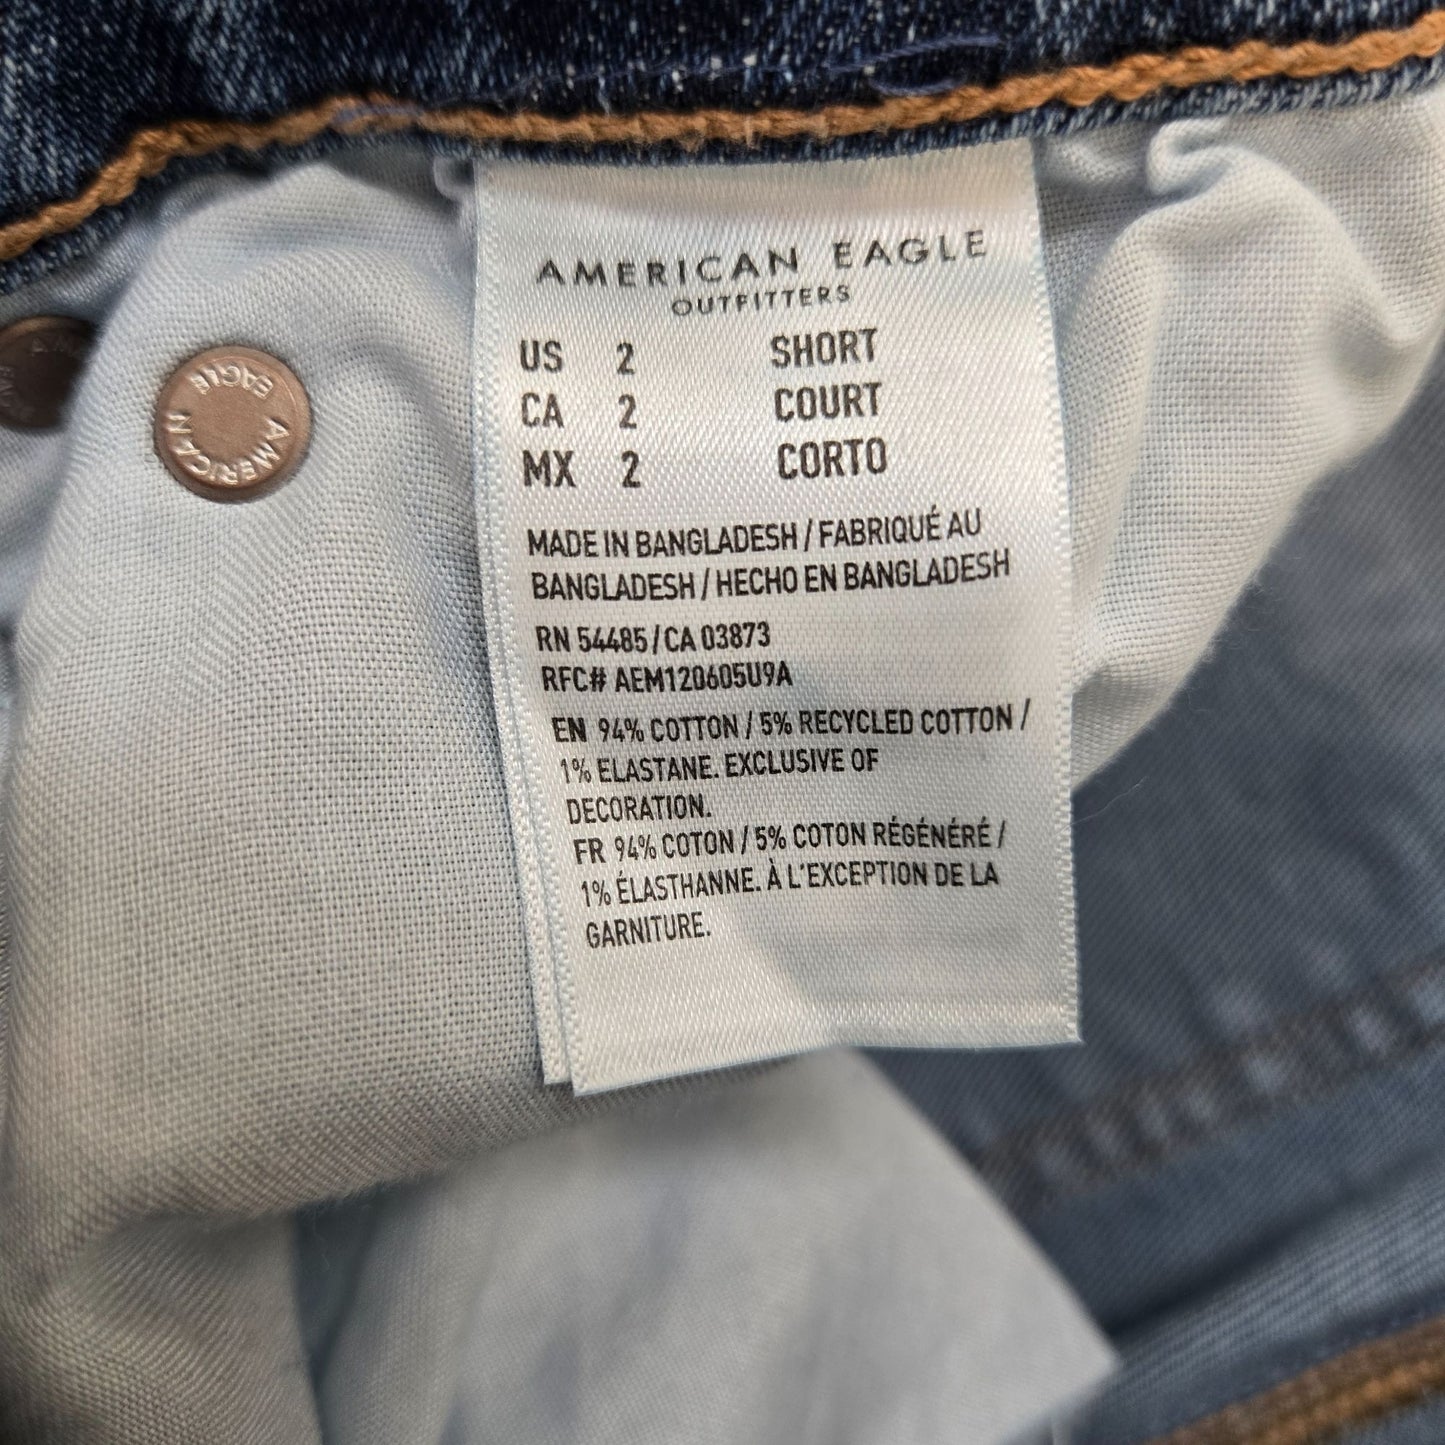 AMERICAN EAGLE
OUTFITTERS
US 2 SHORT
CA 2 COURT
MX 2 CORTO
MADE IN BANGLADESH / FABRIQUÉ AU
BANGLADESH / HECHO EN BANGLADESH
RN 54485 / CA 03873
RFC# AEM120605U9A
EN 94% COTTON / 5% RECYCLED COTTON /
1% ELASTANE. EXCLUSIVE OF
DECORATION.
FR 94% COTON / 5% COTON RÉGÉNÉRÉ /
1% ÉLASTHANNE. À L'EXCEPTION DE LA
GARNITURE.
AMERICAN EAGLE